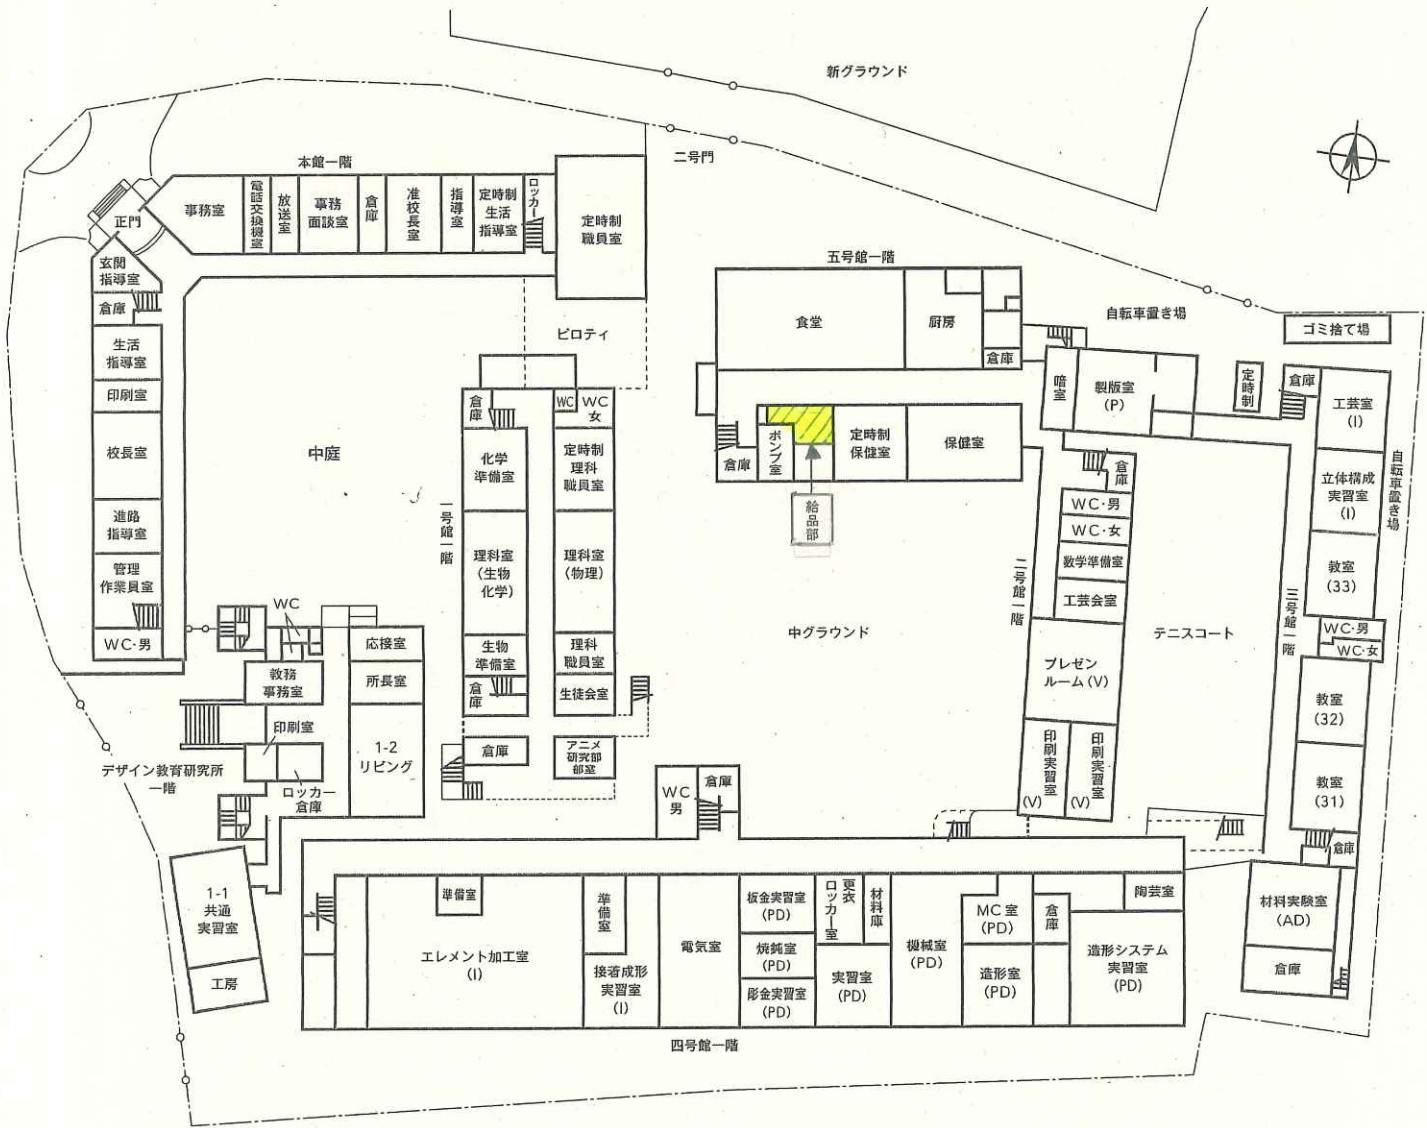 新グラウンド
二号門
本館一階
正門
事務室
電話交換機室
放送室
事務
面談室
倉庫
准校長室
指導室
定時制
生活
指導室
ロッカー
定時制
職員室
玄関
指導室
倉庫
生活
指導室
印刷室
校長室
進路
指導室
管理
作業員室
WC・男
中庭
ピロティ
五号館一階
食堂
厨房
倉庫
倉庫
ポンプ室
定時制
保健室
保健室
給品部
自転車置き場
ゴミ捨て場
暗室
製版室
(P)
定時制
倉庫
工芸室
(I)
立体構成
実習室
(I)
自転車置き場
教室
(33)
三号館一階
WC・男
WC・女
教室
(32)
教室
(31)
倉庫
材料実験室
(AD)
倉庫
一号館一階
倉庫
WC
WC
女
化学
準備室
定時制
理科
職員室
理科室
(生物
化学)
理科室
(物理)
生物
準備室
理科
職員室
倉庫
生徒会室
倉庫
アニメ
研究部
部室
中グラウンド
二号館一階
倉庫
WC・男
WC・女
数学準備室
工芸会室
プレゼン
ルーム(V)
印刷実習室
(V)
印刷実習室
(V)
テニスコート
WC
教務
事務室
印刷室
ロッカー
倉庫
応接室
所長室
1-2
リビング
デザイン教育研究所
一階
1-1
共通
実習室
工房
WC
男
倉庫
準備室
エレメント加工室
(I)
準備室
接着成形
実習室
(I)
電気室
板金実習室
(PD)
焼鈍室
(PD)
彫金実習室
(PD)
更衣
ロッカー室
材料庫
実習室
(PD)
機械室
(PD)
MC室
(PD)
造形室
(PD)
倉庫
陶芸室
造形システム
実習室
(PD)
四号館一階